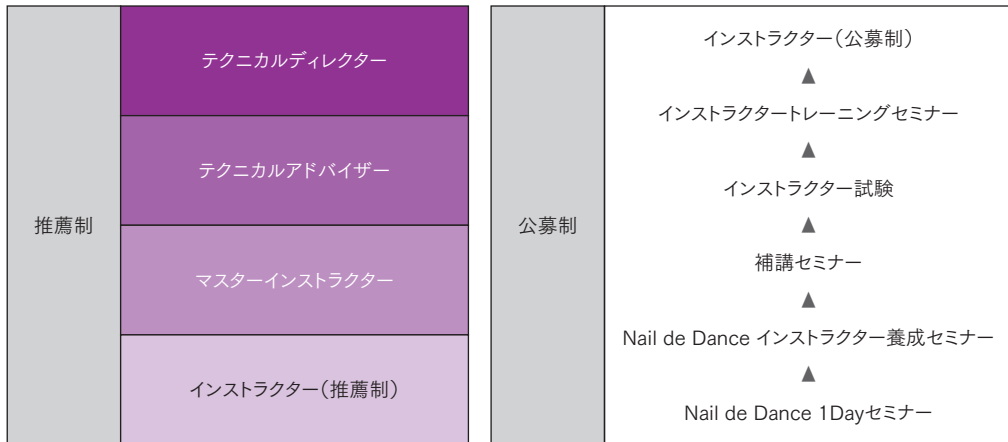 推薦制
テクニカルディレクター
テクニカルアドバイザー
マスターインストラクター
インストラクター(推薦制)
公募制
インストラクター(公募制)
▲
インストラクタートレーニングセミナー
▲
インストラクター試験
▲
補講セミナー
▲
Nail de Dance インストラクター養成セミナー
▲
Nail de Dance 1Dayセミナー